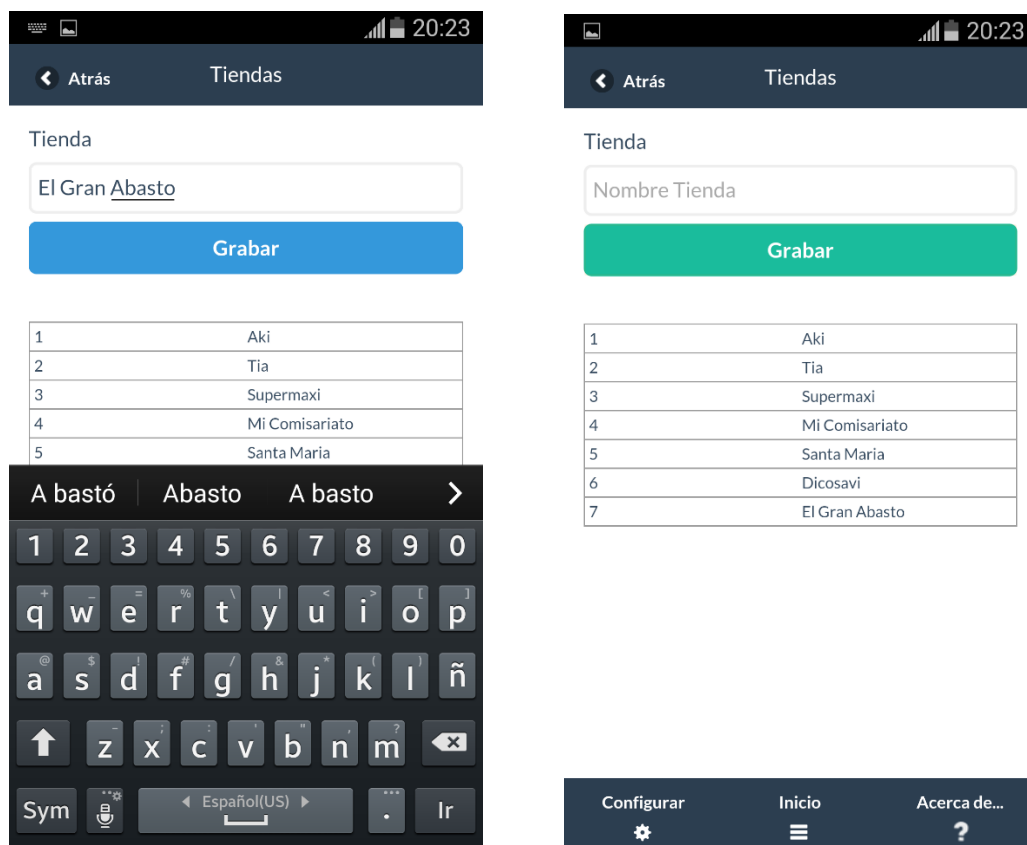 20:23
Atrás Tiendas
Tienda
El Gran Abasto
Grabar
1 Aki
2 Tia
3 Supermaxi
4 Mi Comisariato
5 Santa Maria
A bastó Abasto A basto
1 2 3 4 5 6 7 8 9 0
q w e r t y u i o p
a s d f g h j k l ñ
z x c v b n m
Sym Español(US) . Ir
20:23
Atrás Tiendas
Tienda
Nombre Tienda
Grabar
1 Aki
2 Tia
3 Supermaxi
4 Mi Comisariato
5 Santa Maria
6 Dicosavi
7 El Gran Abasto
Configurar Inicio Acerca de...
?